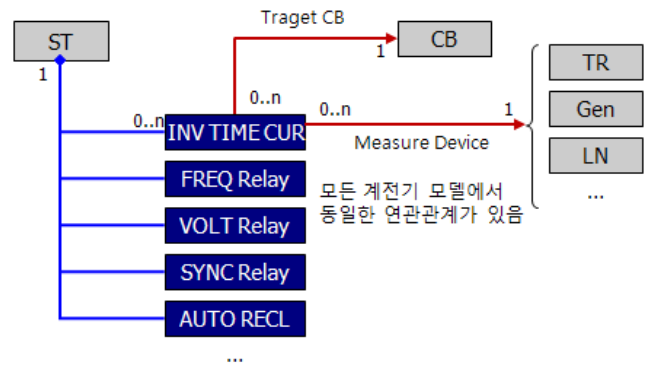 Traget CB
ST
CB
1
1
TR
0..n
0..n
1
Gen
0..n
INV TIME CUR
Measure Device
LN
FREQ Relay
모든 계전기 모델에서
동일한 연관관계가 있음
...
VOLT Relay
SYNC Relay
AUTO RECL
...